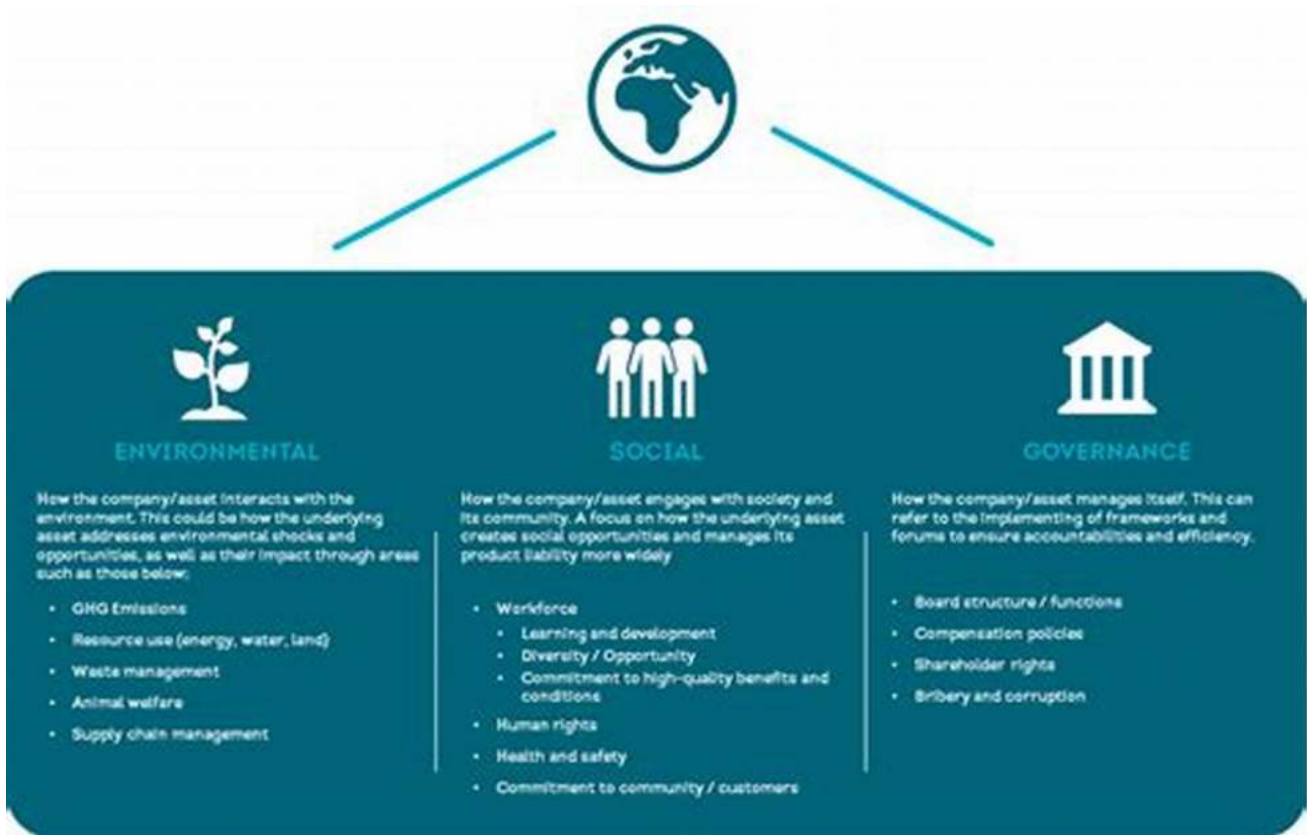 ENVIRONMENTAL
How the company/asset interacts with the
environment. This could be how the underlying
asset addresses environmental shocks and
opportunities, as well as their impact through areas
such as those below:
• GHG Emissions
• Resource use (energy, water, land)
• Waste management
• Animal welfare
• Supply chain management
SOCIAL
How the company/asset engages with society and
its community. A focus on how the underlying asset
creates social opportunities and manages its
product liability more widely
• Workforce
• Learning and development
• Diversity / Opportunity
• Commitment to high-quality benefits and
conditions
• Human rights
• Health and safety
• Commitment to community / customers
GOVERNANCE
How the company/asset manages itself. This can
refer to the implementing of frameworks and
forums to ensure accountabilities and efficiency.
• Board structure / functions
• Compensation policies
• Shareholder rights
• Bribery and corruption